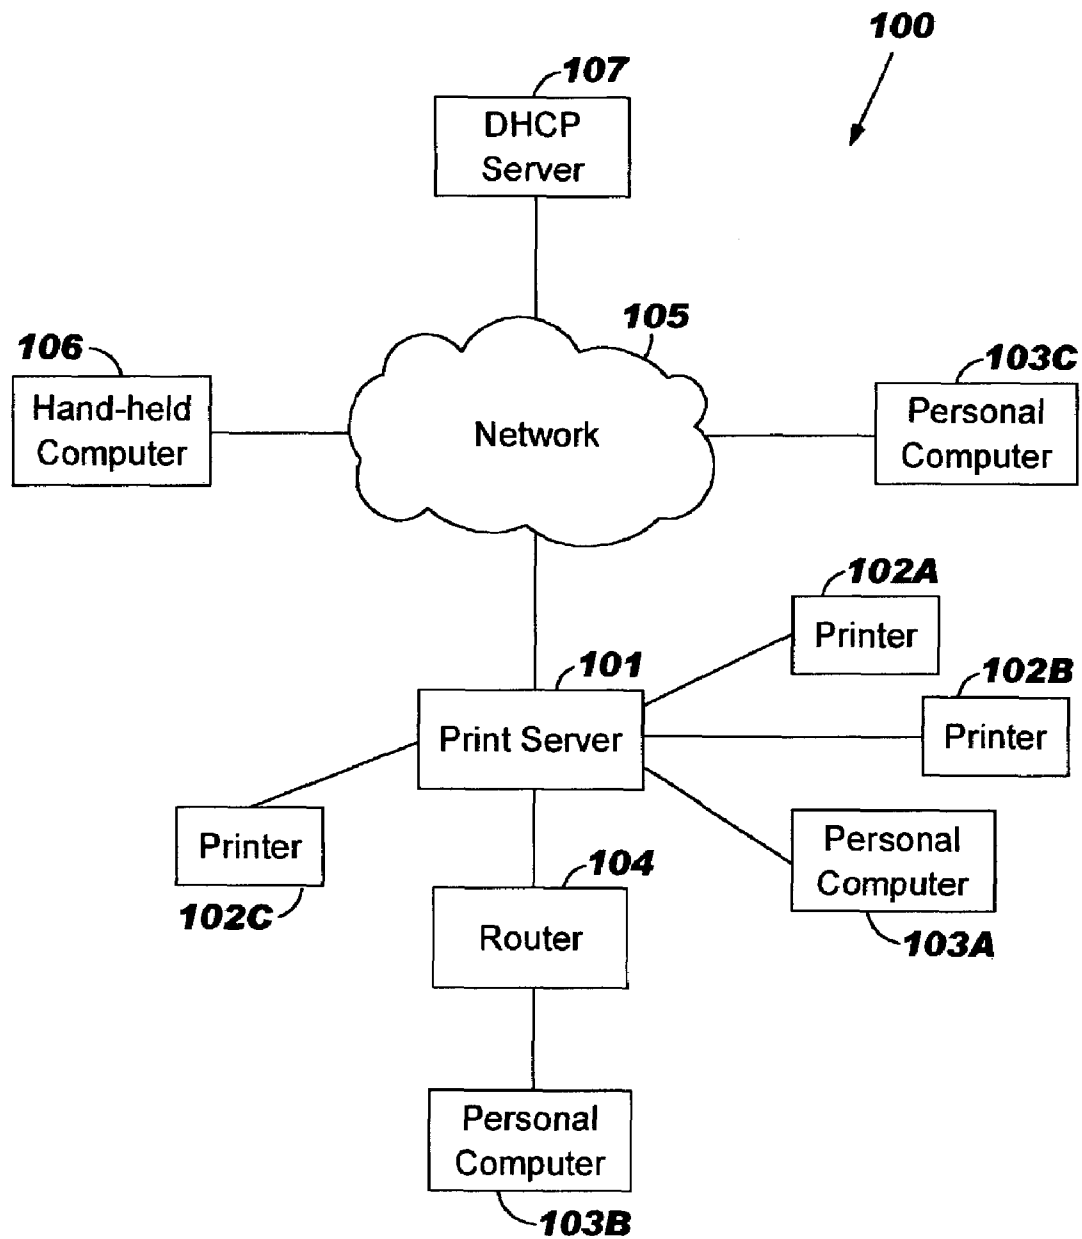 100
107
DHCP
Server
105
106
Hand-held
Computer
Network
103C
Personal
Computer
102A
Printer
102B
Printer
101
Print Server
Printer
102C
Personal
Computer
103A
104
Router
Personal
Computer
103B